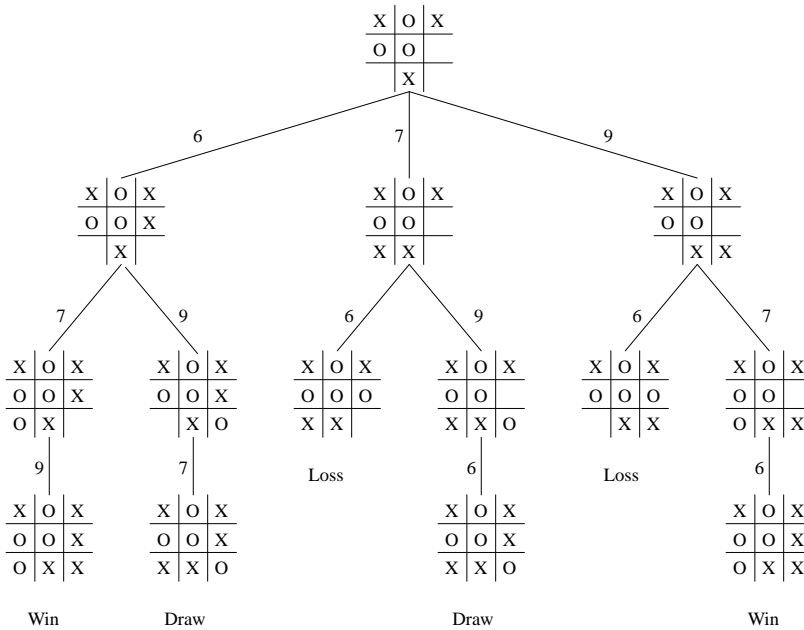 X O X
O O
X
6 7 9
X O X X O X X O X
O O X O O O O
X X X X X
7 9 6 9 6 7
X O X X O X X O X X O X X O X X O X
O O X O O X O O O O O O O O O O
O X X O X X X X O X X O X X
Loss Loss
9 7 6 6
X O X X O X X O X X O X
O O X O O X O O X O O X
O X X X X O X X O O X X
Win Draw Draw Win